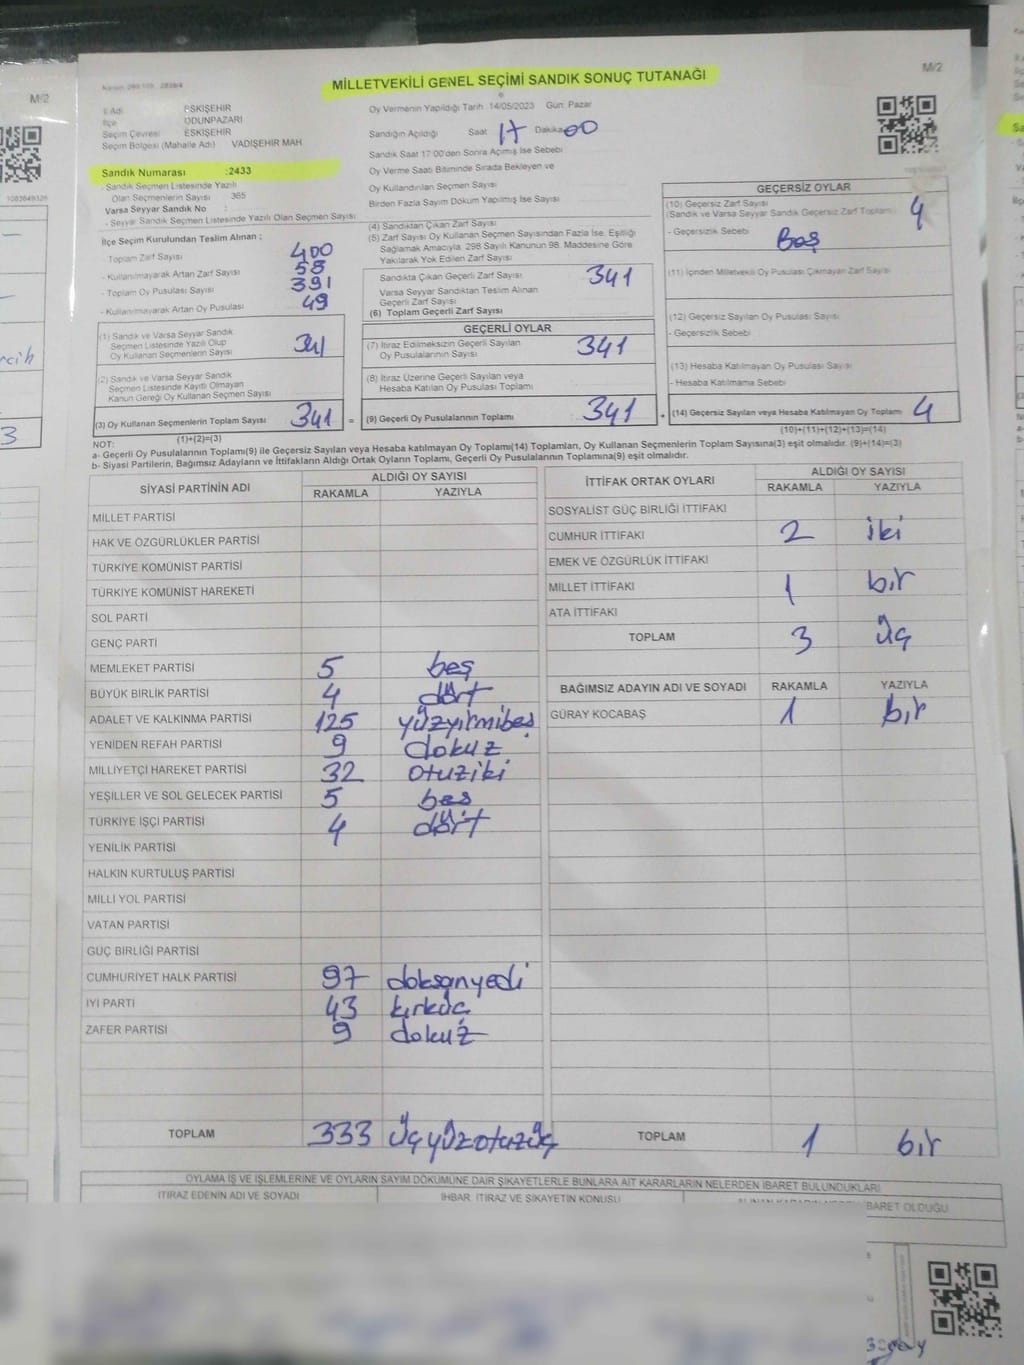 MİLLETVEKİLİ GENEL SEÇİMİ SANDIK SONUÇ TUTANAĞI
M/2
M/2
İl Adı ESKİŞEHİR
İlçe ODUNPAZARI
Seçim Çevresi ESKİŞEHİR
Seçim Bölgesi (Mahalle Adı) VADİŞEHİR MAH
Sandık Numarası :2433
- Sandık Seçmen Listesinde Yazılı
Olan Seçmenlerin Sayısı 365
Varsa Seyyar Sandık No :
- Seyyar Sandık Seçmen Listesinde Yazılı Olan Seçmen Sayısı
İlçe Seçim Kurulundan Teslim Alınan ;
- Toplam Zarf Sayısı 400
- Kullanılmayarak Artan Zarf Sayısı 58
- Toplam Oy Pusulası Sayısı 391
- Kullanılmayarak Artan Oy Pusulası 49
(1) Sandık ve Varsa Seyyar Sandık
Seçmen Listesinde Yazılı Olup
Oy Kullanan Seçmenlerin Sayısı 341
(2) Sandık ve Varsa Seyyar Sandık
Seçmen Listesinde Kayıtlı Olmayan
Kanun Gereği Oy Kullanan Seçmen Sayısı
(3) Oy Kullanan Seçmenlerin Toplam Sayısı 341 =
(1)+(2)=(3)
Oy Vermenin Yapıldığı Tarih :14/05/2023 Gün: Pazar
Sandığın Açıldığı Saat 17 Dakika 00
Sandık Saat 17:00'den Sonra Açılmış İse Sebebi
Oy Verme Saati Bitiminde Sırada Bekleyen ve
Oy Kullandırılan Seçmen Sayısı
Birden Fazla Sayım Döküm Yapılmış İse Sayısı
(4) Sandıktan Çıkan Zarf Sayısı
(5) Zarf Sayısı Oy Kullanan Seçmen Sayısından Fazla İse, Eşitliği
Sağlamak Amacıyla 298 Sayılı Kanunun 98. Maddesine Göre
Yakılarak Yok Edilen Zarf Sayısı
Sandıkta Çıkan Geçerli Zarf Sayısı 341
Varsa Seyyar Sandıktan Teslim Alınan
Geçerli Zarf Sayısı
(6) Toplam Geçerli Zarf Sayısı
GEÇERLİ OYLAR
(7) İtiraz Edilmeksizin Geçerli Sayılan
Oy Pusulalarının Sayısı 341
(8) İtiraz Üzerine Geçerli Sayılan veya
Hesaba Katılan Oy Pusulası Toplamı
(9) Geçerli Oy Pusulalarının Toplamı 341 +
GEÇERSİZ OYLAR
(10) Geçersiz Zarf Sayısı
(Sandık ve Varsa Seyyar Sandık Geçersiz Zarf Toplamı) 4
- Geçersizlik Sebebi Boş
(11) İçinden Milletvekili Oy Pusulası Çıkmayan Zarf Sayısı
(12) Geçersiz Sayılan Oy Pusulası Sayısı
- Geçersizlik Sebebi
(13) Hesaba Katılmayan Oy Pusulası Sayısı
- Hesaba Katılmama Sebebi
(14) Geçersiz Sayılan veya Hesaba Katılmayan Oy Toplamı 4
(10)+(11)+(12)+(13)=(14)
NOT:
a- Geçerli Oy Pusulalarının Toplamı(9) ile Geçersiz Sayılan veya Hesaba katılmayan Oy Toplamı(14) Toplamları, Oy Kullanan Seçmenlerin Toplam Sayısına(3) eşit olmalıdır. (9)+(14)=(3)
b- Siyasi Partilerin, Bağımsız Adayların ve İttifakların Aldığı Ortak Oyların Toplamı, Geçerli Oy Pusulalarının Toplamına(9) eşit olmalıdır.
SİYASİ PARTİNİN ADI ALDIĞI OY SAYISI
RAKAMLA YAZIYLA
MİLLET PARTİSİ
HAK VE ÖZGÜRLÜKLER PARTİSİ
TÜRKİYE KOMÜNİST PARTİSİ
TÜRKİYE KOMÜNİST HAREKETİ
SOL PARTİ
GENÇ PARTİ
MEMLEKET PARTİSİ 5 beş
BÜYÜK BİRLİK PARTİSİ 4 dört
ADALET VE KALKINMA PARTİSİ 125 yüzyirmibeş
YENİDEN REFAH PARTİSİ 9 dokuz
MİLLİYETÇİ HAREKET PARTİSİ 32 otuziki
YEŞİLLER VE SOL GELECEK PARTİSİ 5 beş
TÜRKİYE İŞÇİ PARTİSİ 4 dört
YENİLİK PARTİSİ
HALKIN KURTULUŞ PARTİSİ
MİLLİ YOL PARTİSİ
VATAN PARTİSİ
GÜÇ BİRLİĞİ PARTİSİ
CUMHURİYET HALK PARTİSİ 97 doksanyedi
İYİ PARTİ 43 kırküç
ZAFER PARTİSİ 9 dokuz
TOPLAM 333 Üçyüzotuzüç
İTTİFAK ORTAK OYLARI ALDIĞI OY SAYISI
RAKAMLA YAZIYLA
SOSYALİST GÜÇ BİRLİĞİ İTTİFAKI
CUMHUR İTTİFAKI 2 iki
EMEK VE ÖZGÜRLÜK İTTİFAKI
MİLLET İTTİFAKI 1 bir
ATA İTTİFAKI
TOPLAM 3 Üç
BAĞIMSIZ ADAYIN ADI VE SOYADI RAKAMLA YAZIYLA
GÜRAY KOCABAŞ 1 bir
TOPLAM 1 bir
OYLAMA İŞ VE İŞLEMLERİNE VE OYLARIN SAYIM DÖKÜMÜNE DAİR ŞİKAYETLERLE BUNLARA AİT KARARLARIN NELERDEN İBARET BULUNDUKLARI
İTİRAZ EDENİN ADI VE SOYADI İHBAR, İTİRAZ VE ŞİKAYETİN KONUSU
BARET OLDUĞU